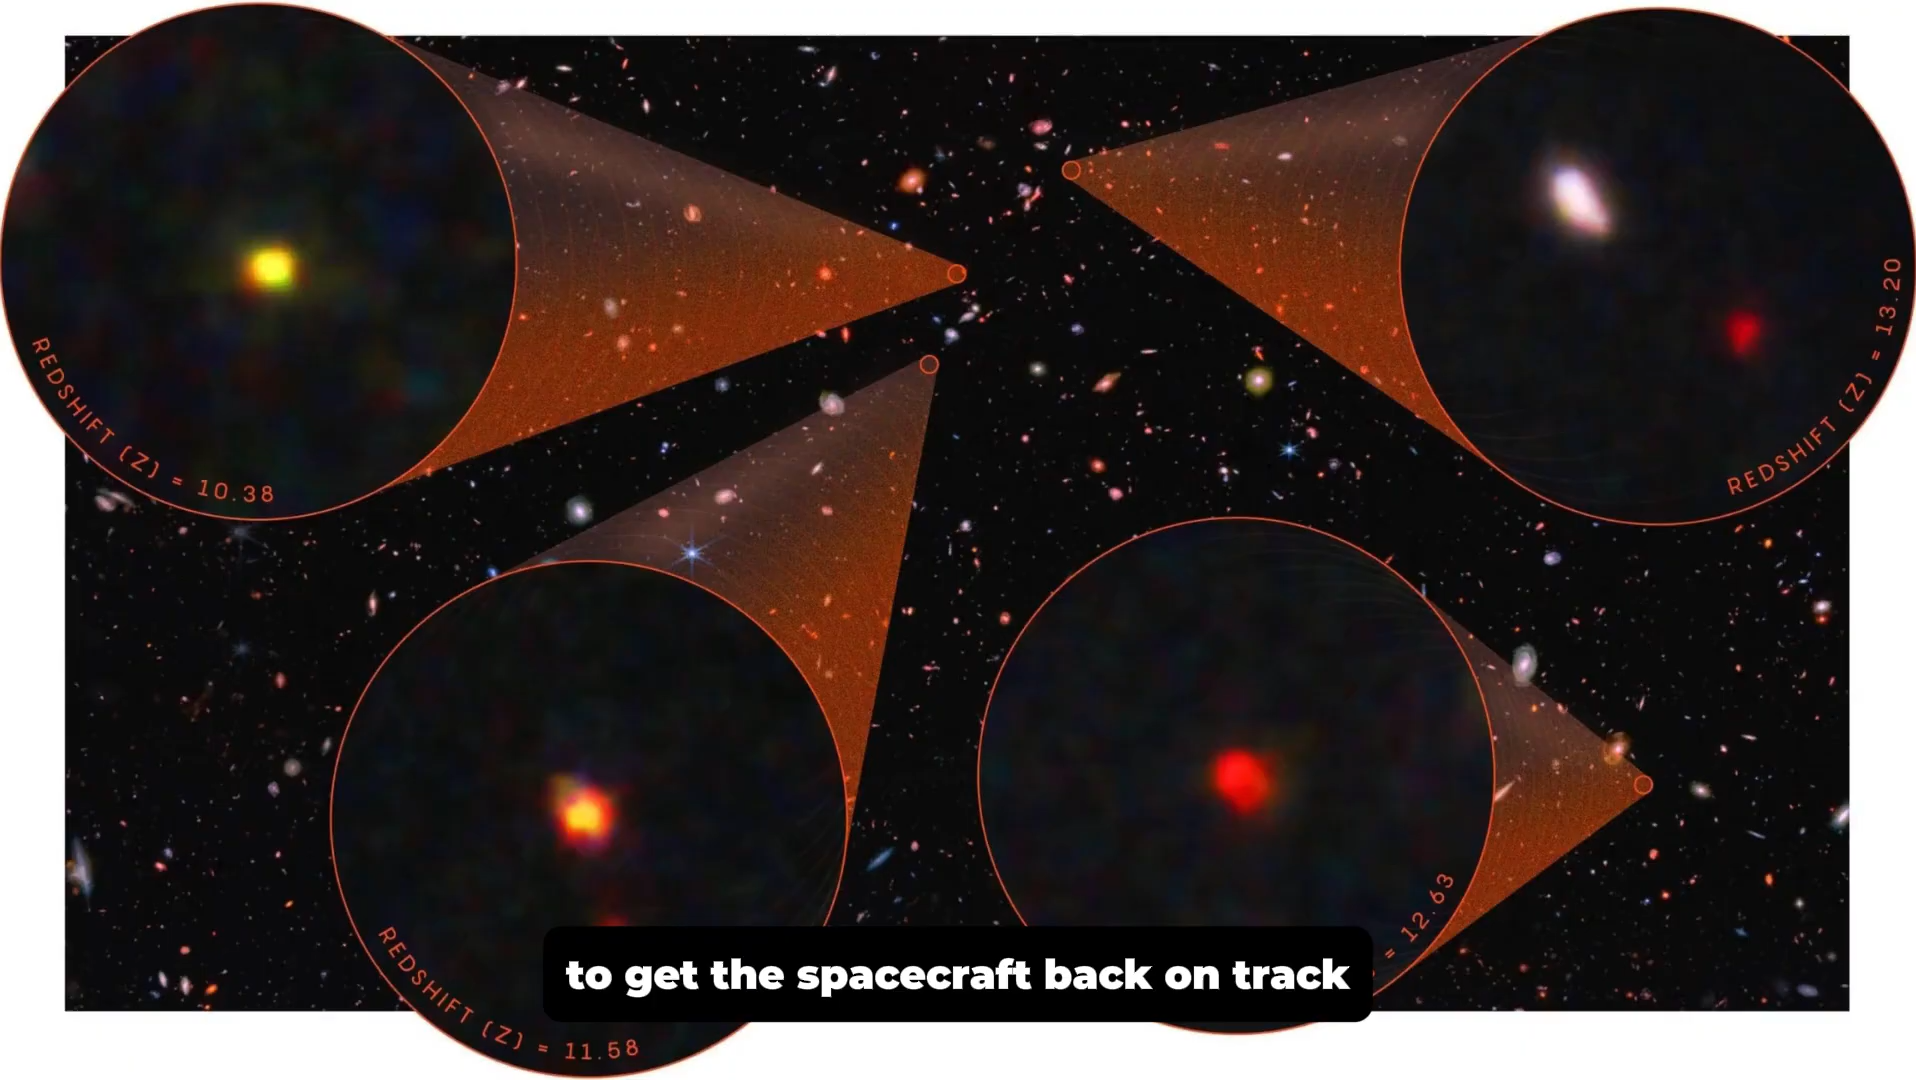 REDSHIFT (Z) = 10.38
REDSHIFT (Z) = 13.20
REDSHIFT (Z) = 11.58
= 12.63
to get the spacecraft back on track